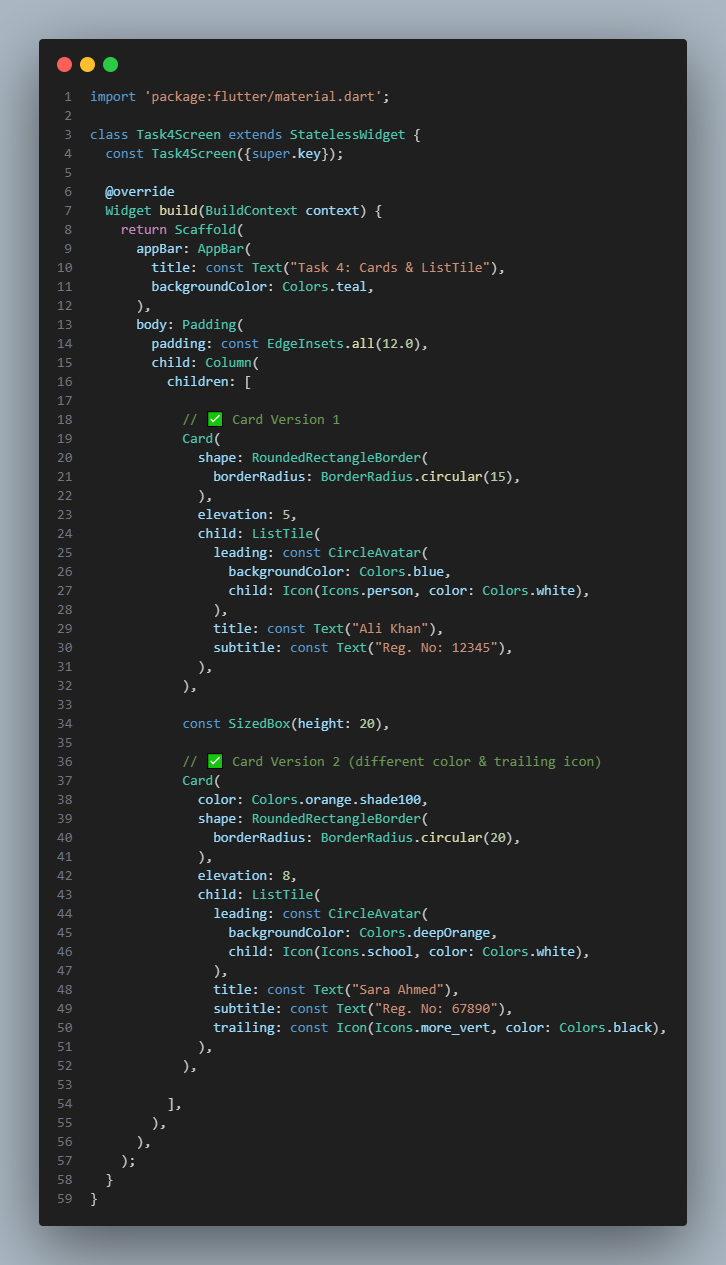 1 import 'package:flutter/material.dart';
2
3 class Task4Screen extends StatelessWidget {
4   const Task4Screen({super.key});
5
6   @override
7   Widget build(BuildContext context) {
8     return Scaffold(
9       appBar: AppBar(
10         title: const Text("Task 4: Cards & ListTile"),
11         backgroundColor: Colors.teal,
12       ),
13       body: Padding(
14         padding: const EdgeInsets.all(12.0),
15         child: Column(
16           children: [
17
18             // ✅ Card Version 1
19             Card(
20               shape: RoundedRectangleBorder(
21                 borderRadius: BorderRadius.circular(15),
22               ),
23               elevation: 5,
24               child: ListTile(
25                 leading: const CircleAvatar(
26                   backgroundColor: Colors.blue,
27                   child: Icon(Icons.person, color: Colors.white),
28                 ),
29                 title: const Text("Ali Khan"),
30                 subtitle: const Text("Reg. No: 12345"),
31               ),
32             ),
33
34             const SizedBox(height: 20),
35
36             // ✅ Card Version 2 (different color & trailing icon)
37             Card(
38               color: Colors.orange.shade100,
39               shape: RoundedRectangleBorder(
40                 borderRadius: BorderRadius.circular(20),
41               ),
42               elevation: 8,
43               child: ListTile(
44                 leading: const CircleAvatar(
45                   backgroundColor: Colors.deepOrange,
46                   child: Icon(Icons.school, color: Colors.white),
47                 ),
48                 title: const Text("Sara Ahmed"),
49                 subtitle: const Text("Reg. No: 67890"),
50                 trailing: const Icon(Icons.more_vert, color: Colors.black),
51               ),
52             ),
53
54           ],
55         ),
56       ),
57     );
58   }
59 }